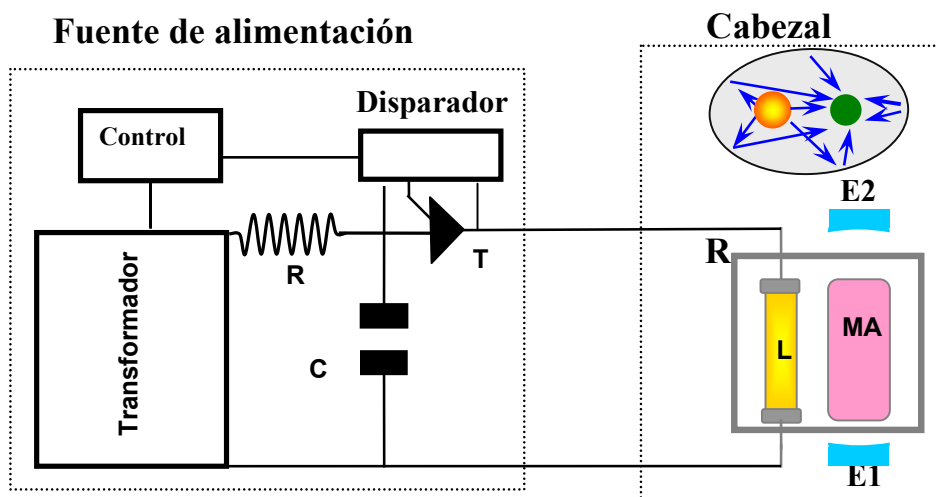 Fuente de alimentación
Cabezal
Disparador
Control
E2
R
T
R
Transformador
MA
L
C
E1